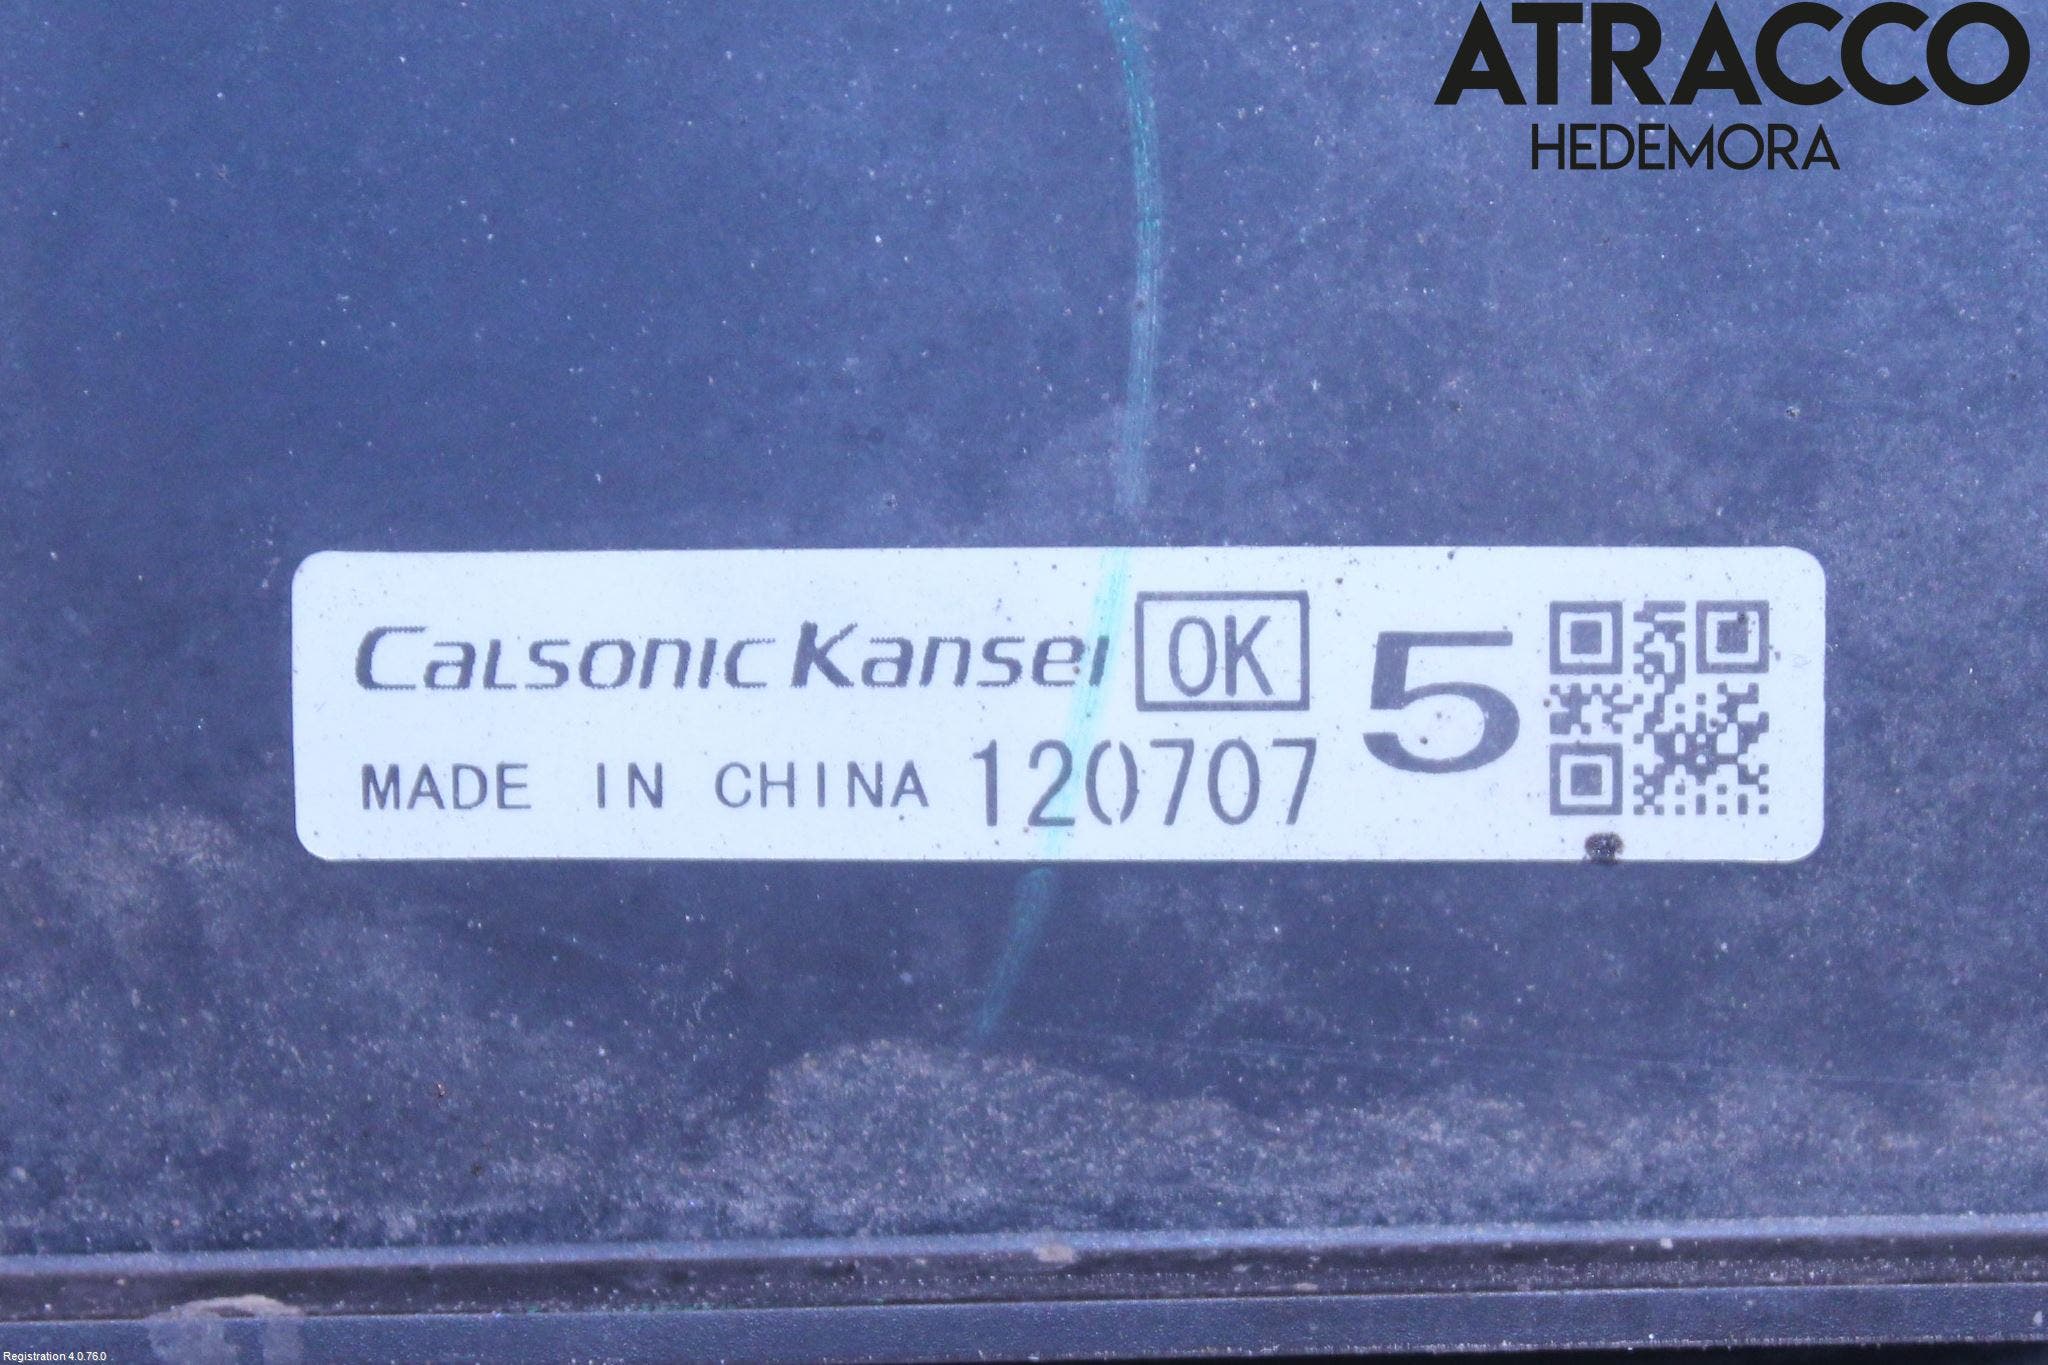 ATRACCO
HEDEMORA
CALSONIC Kansei OK 5
MADE IN CHINA 120707
Registration 4.0.76.0